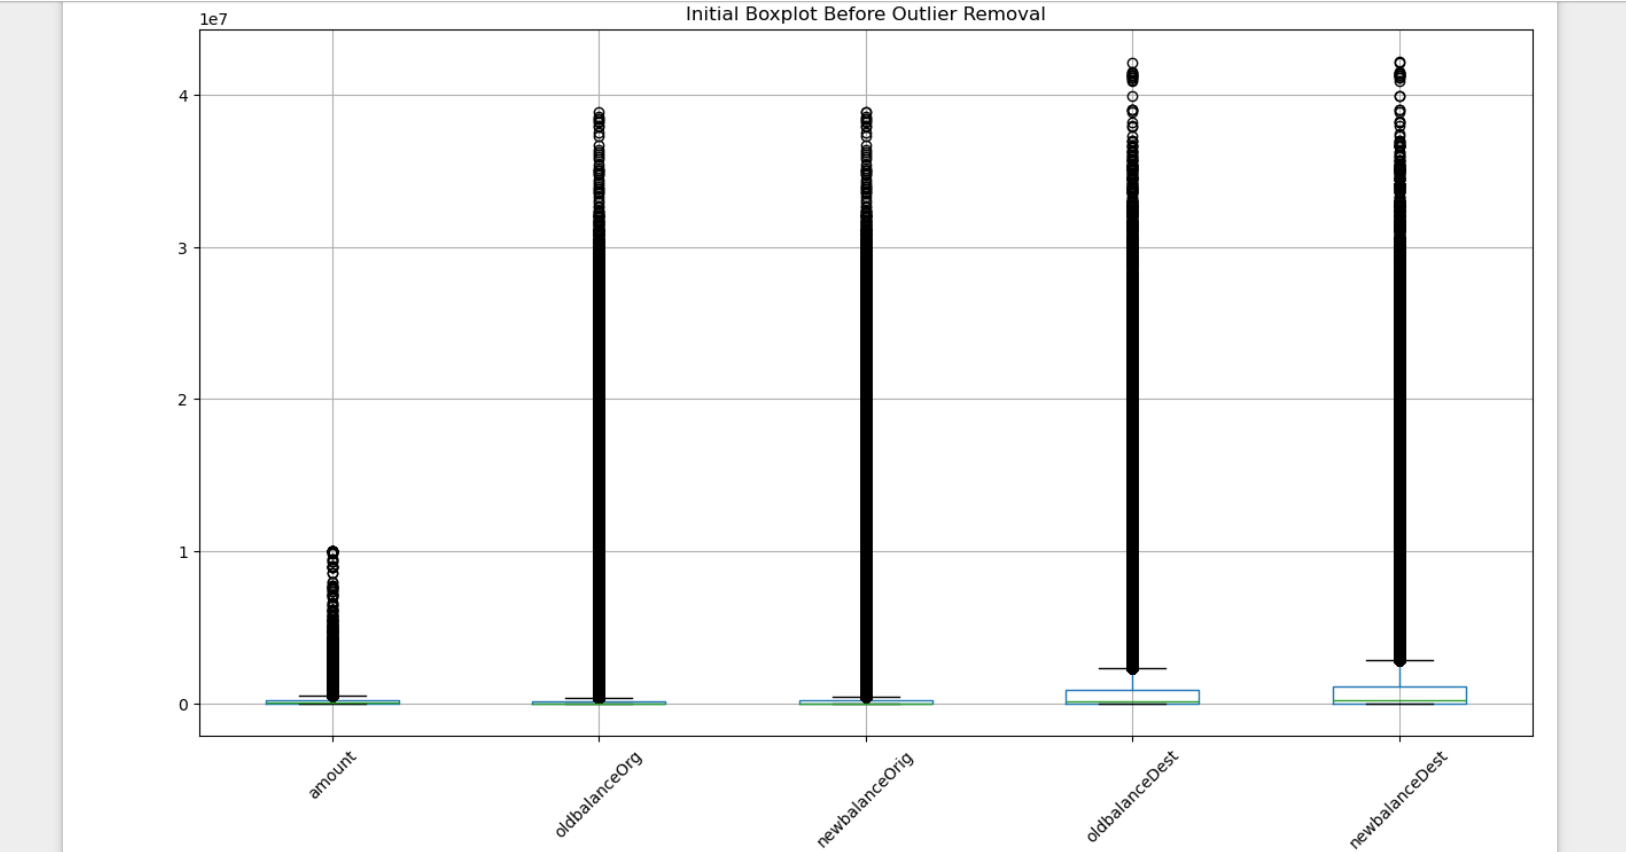 Initial Boxplot Before Outlier Removal
1e7
4
3
2
1
0
amount
oldbalanceOrg
newbalanceOrig
oldbalanceDest
newbalanceDest